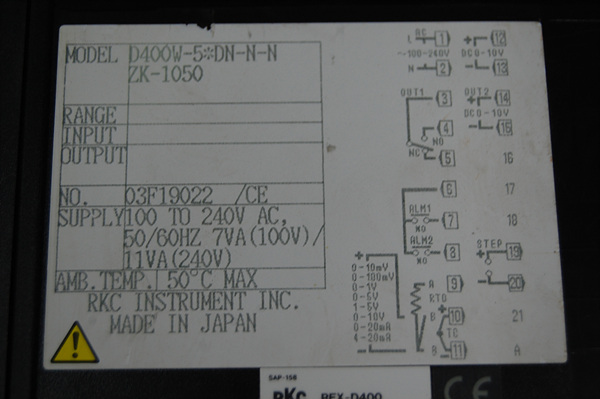 MODEL D400W-5*DN-N-N
ZK-1050
RANGE
INPUT
OUTPUT
NO. 03F19022 /CE
SUPPLY 100 TO 240V AC,
50/60HZ 7VA(100V)/
11VA(240V)
AMB.TEMP. 50°C MAX
RKC INSTRUMENT INC.
MADE IN JAPAN
AC
L 1
~100-240V
N 2
+ 12
DC0-10V
- 13
OUT1
3
4
NO
NC 5
OUT2
+ 14
DC0-10V
- 15
16
6
17
ALM1
7
NO
18
ALM2
8
NO
STEP
+ 19
- 20
+
0-10mV
0-100mV
0-1V
0-5V
1-5V
0-10V
0-20mA
4-20mA
-
A 9
RTD
B 10
TC
B 11
21
A
SAP-158
RKC REX-D400
CE